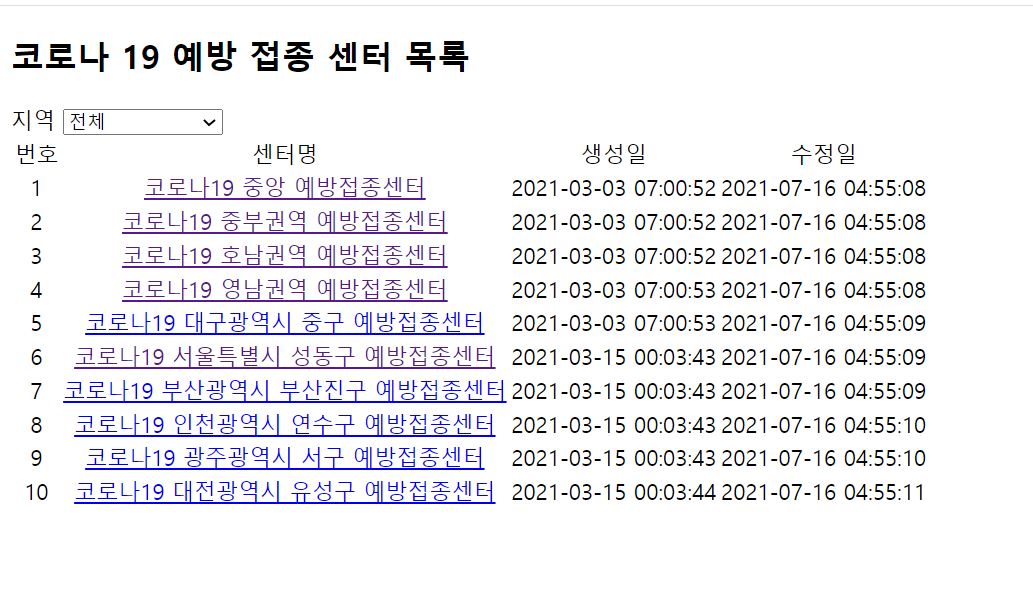 코로나 19 예방 접종 센터 목록
지역 전체
번호 센터명 생성일 수정일
1 코로나19 중앙 예방접종센터 2021-03-03 07:00:52 2021-07-16 04:55:08
2 코로나19 중부권역 예방접종센터 2021-03-03 07:00:52 2021-07-16 04:55:08
3 코로나19 호남권역 예방접종센터 2021-03-03 07:00:52 2021-07-16 04:55:08
4 코로나19 영남권역 예방접종센터 2021-03-03 07:00:53 2021-07-16 04:55:08
5 코로나19 대구광역시 중구 예방접종센터 2021-03-03 07:00:53 2021-07-16 04:55:09
6 코로나19 서울특별시 성동구 예방접종센터 2021-03-15 00:03:43 2021-07-16 04:55:09
7 코로나19 부산광역시 부산진구 예방접종센터 2021-03-15 00:03:43 2021-07-16 04:55:09
8 코로나19 인천광역시 연수구 예방접종센터 2021-03-15 00:03:43 2021-07-16 04:55:10
9 코로나19 광주광역시 서구 예방접종센터 2021-03-15 00:03:43 2021-07-16 04:55:10
10 코로나19 대전광역시 유성구 예방접종센터 2021-03-15 00:03:44 2021-07-16 04:55:11